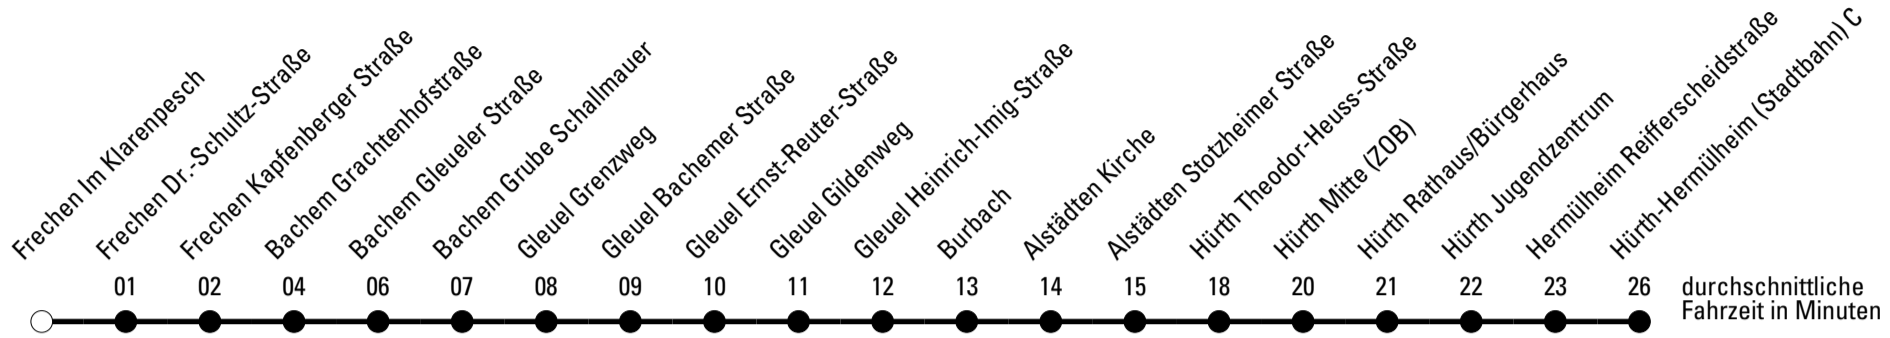 Frechen Im Klarenpesch
Frechen Dr.-Schultz-Straße
Frechen Kapfenberger Straße
Bachem Grachtenhofstraße
Bachem Gleueler Straße
Bachem Grube Schallmauer
Gleuel Grenzweg
Gleuel Bachemer Straße
Gleuel Ernst-Reuter-Straße
Gleuel Gildenweg
Gleuel Heinrich-Imig-Straße
Burbach
Alstädten Kirche
Alstädten Stotzheimer Straße
Hürth Theodor-Heuss-Straße
Hürth Mitte (ZOB)
Hürth Rathaus/Bürgerhaus
Hürth Jugendzentrum
Hermülheim Reifferscheidstraße
Hürth-Hermülheim (Stadtbahn) C
01 02 04 06 07 08 09 10 11 12 13 14 15 18 20 21 22 23 26 durchschnittliche
Fahrzeit in Minuten